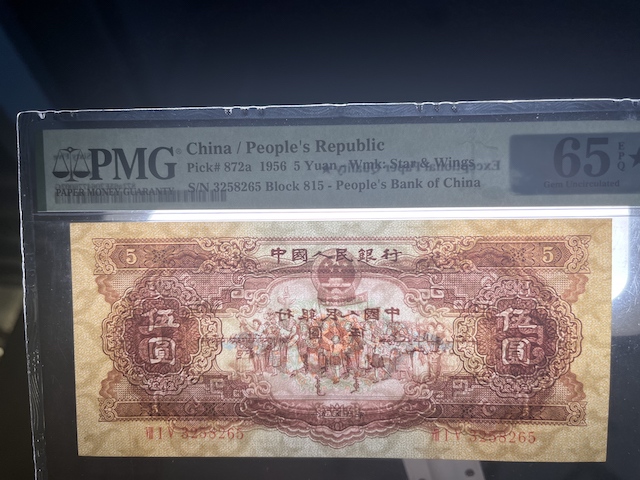 PMG
PAPER MONEY GUARANTY
China / People's Republic
Pick# 872a 1956 5 Yuan - Wmk: Star & Wings
S/N 3258265 Block 815 - People's Bank of China
65 EPQ ★
Gem Uncirculated
5 中國人民銀行 5
伍圓 伍圓
3258265 3258265